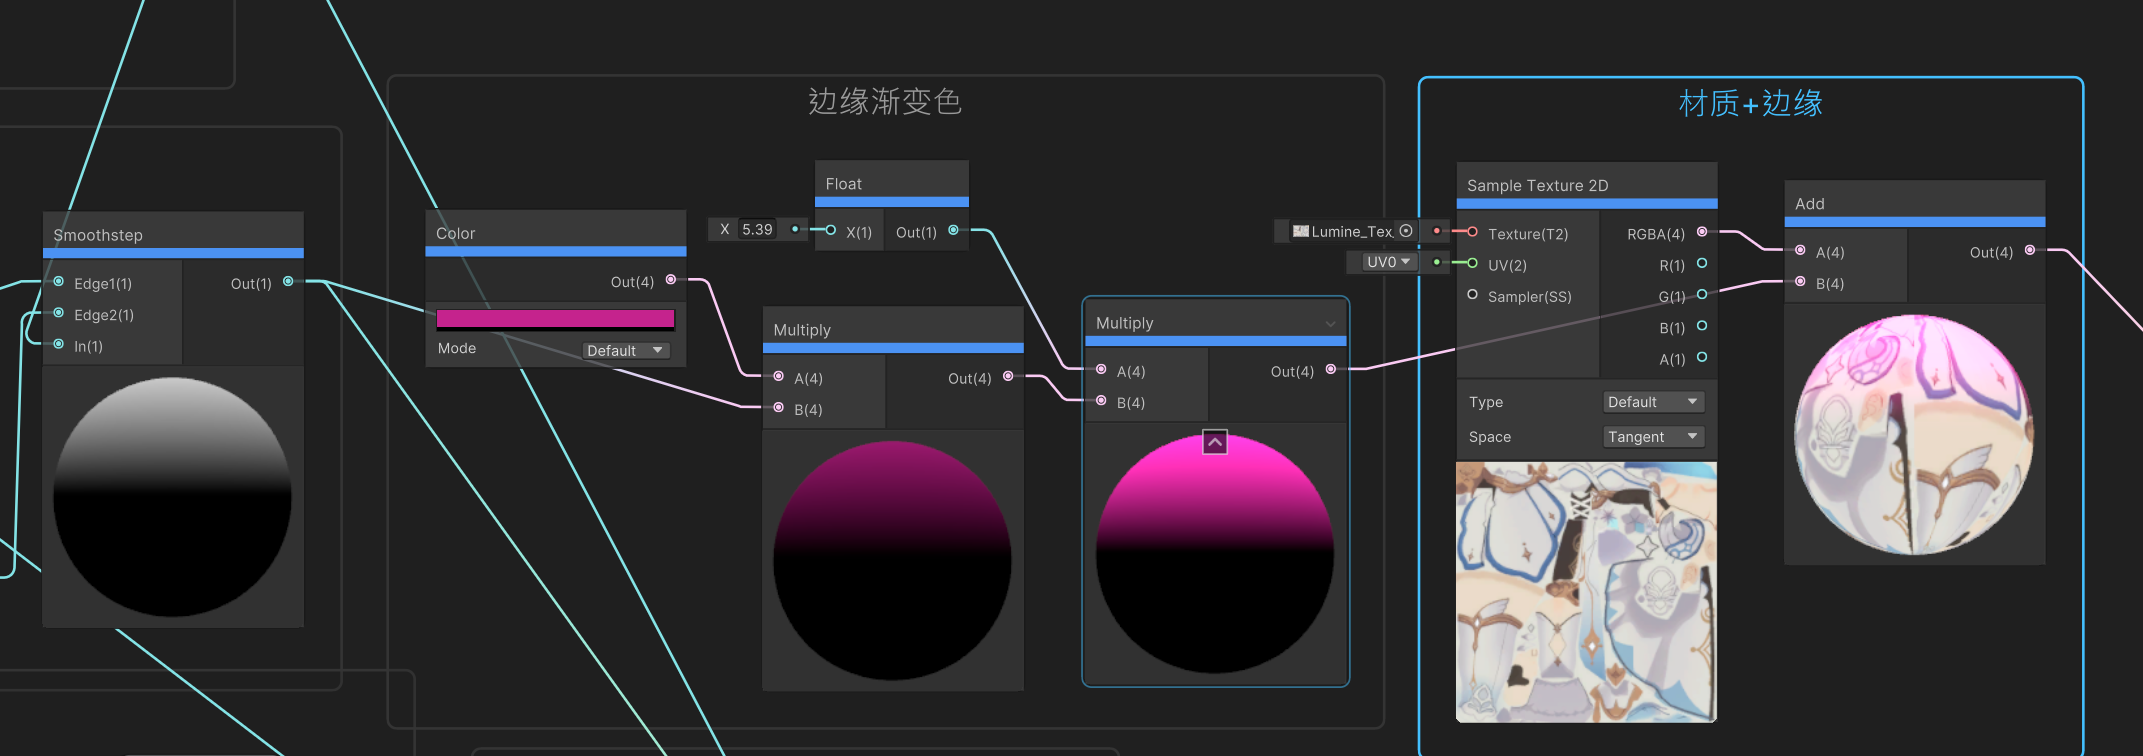 边缘渐变色
材质+边缘
Smoothstep
Edge1(1)
Out(1)
Edge2(1)
In(1)
Color
Out(4)
Mode
Default
Float
X 5.39
X(1)
Out(1)
Multiply
A(4)
Out(4)
B(4)
Multiply
A(4)
Out(4)
B(4)
Lumine_Tex
UV0
Sample Texture 2D
Texture(T2)
RGBA(4)
UV(2)
R(1)
Sampler(SS)
G(1)
B(1)
A(1)
Type
Default
Space
Tangent
Add
A(4)
Out(4)
B(4)